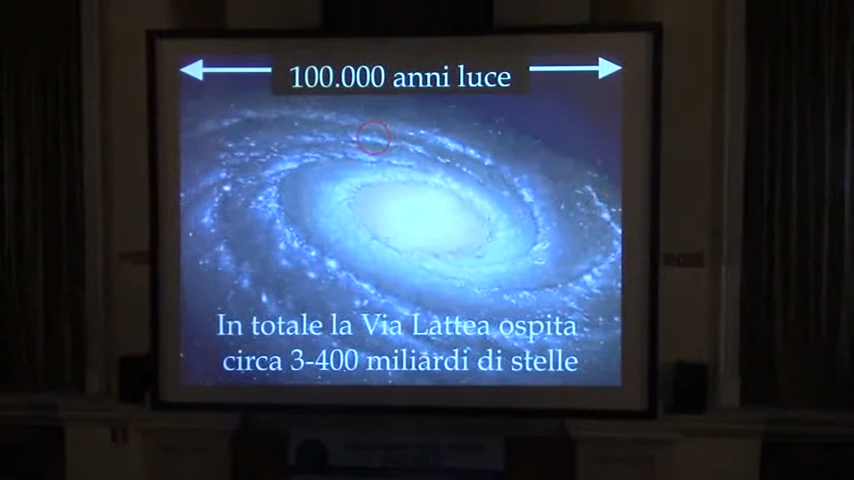 100.000 anni luce
In totale la Via Lattea ospita
circa 3-400 miliardi di stelle